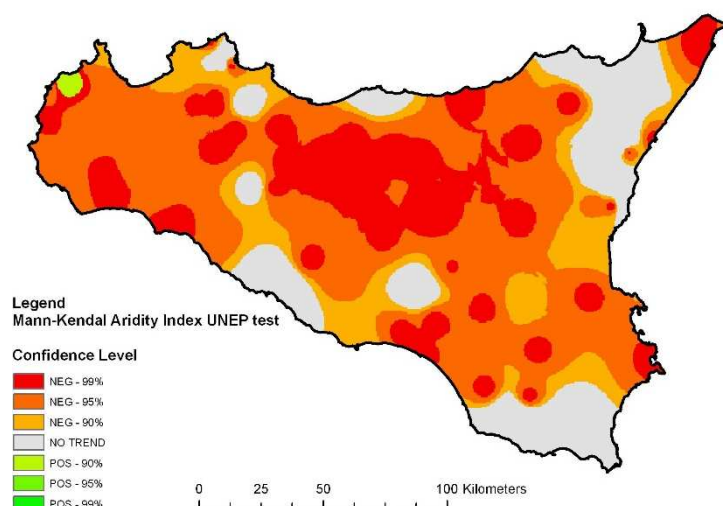 Legend
Mann-Kendal Aridity Index UNEP test
Confidence Level
NEG - 99%
NEG - 95%
NEG - 90%
NO TREND
POS - 90%
POS - 95%
POS - 99%
0 25 50 100 Kilometers